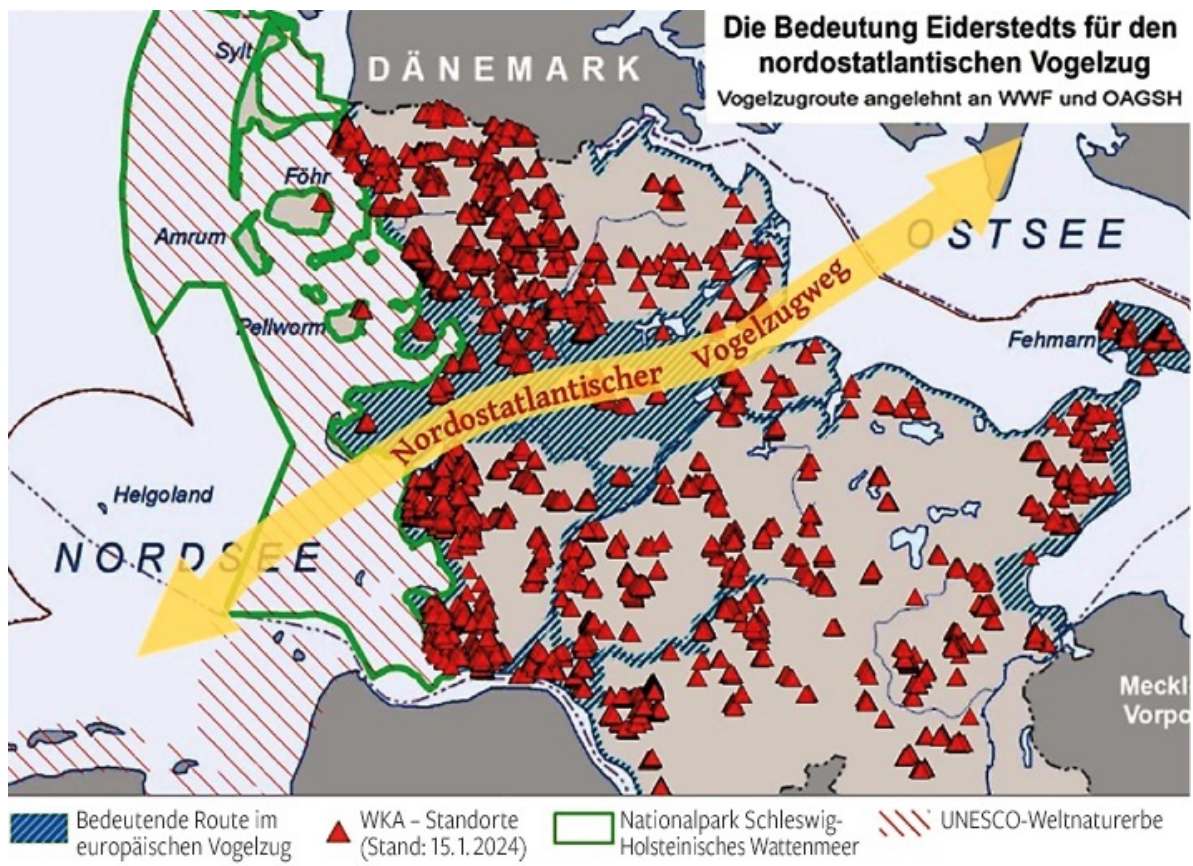 Die Bedeutung Eiderstedts für den
nordostatlantischen Vogelzug
Vogelzugroute angelehnt an WWF und OAGSH
DÄNEMARK
Sylt
Föhr
Amrum
Pellworm
OSTSEE
Fehmarn
Nordostatlantischer Vogelzugweg
Helgoland
NORDSEE
Meckl
Vorpo
Bedeutende Route im
europäischen Vogelzug
WKA – Standorte
(Stand: 15.1.2024)
Nationalpark Schleswig-
Holsteinisches Wattenmeer
UNESCO-Weltnaturerbe